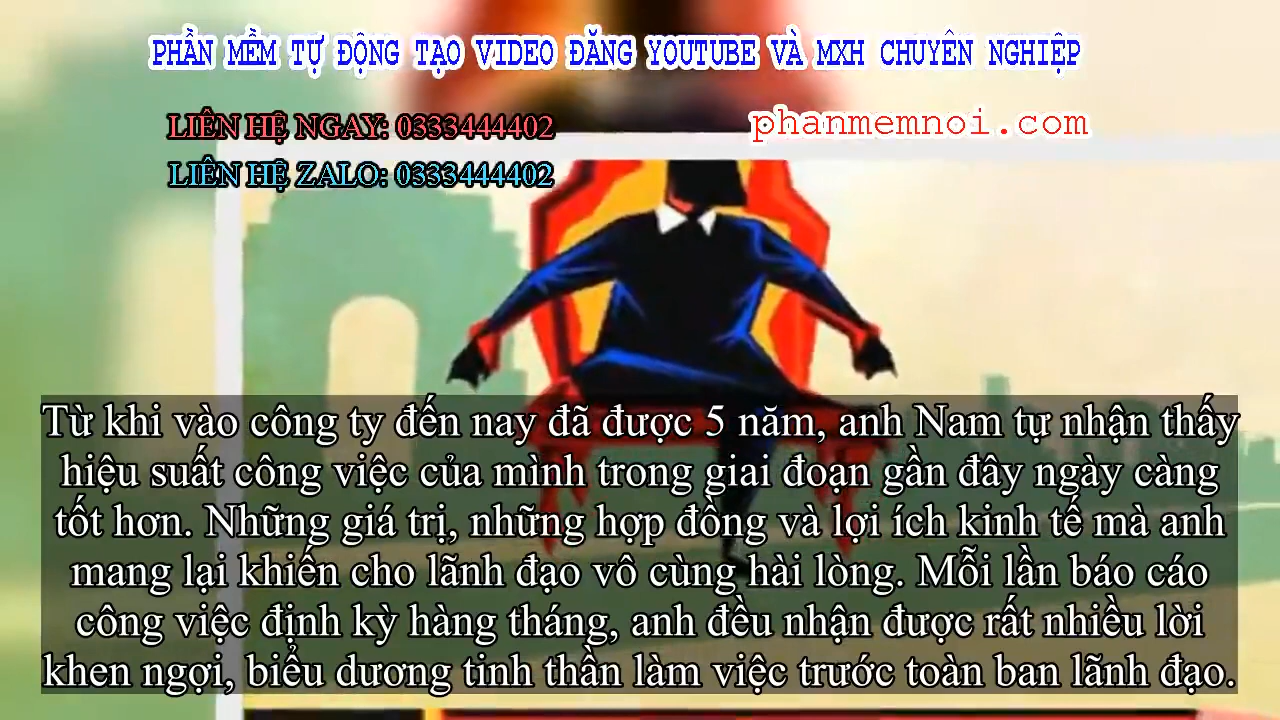 PHẦN MỀM TỰ ĐỘNG TẠO VIDEO ĐĂNG YOUTUBE VÀ MXH CHUYÊN NGHIỆP
LIÊN HỆ NGAY: 0333444402
phanmemnoi.com
LIÊN HỆ ZALO: 0333444402
Từ khi vào công ty đến nay đã được 5 năm, anh Nam tự nhận thấy
hiệu suất công việc của mình trong giai đoạn gần đây ngày càng
tốt hơn. Những giá trị, những hợp đồng và lợi ích kinh tế mà anh
mang lại khiến cho lãnh đạo vô cùng hài lòng. Mỗi lần báo cáo
công việc định kỳ hàng tháng, anh đều nhận được rất nhiều lời
khen ngợi, biểu dương tinh thần làm việc trước toàn ban lãnh đạo.